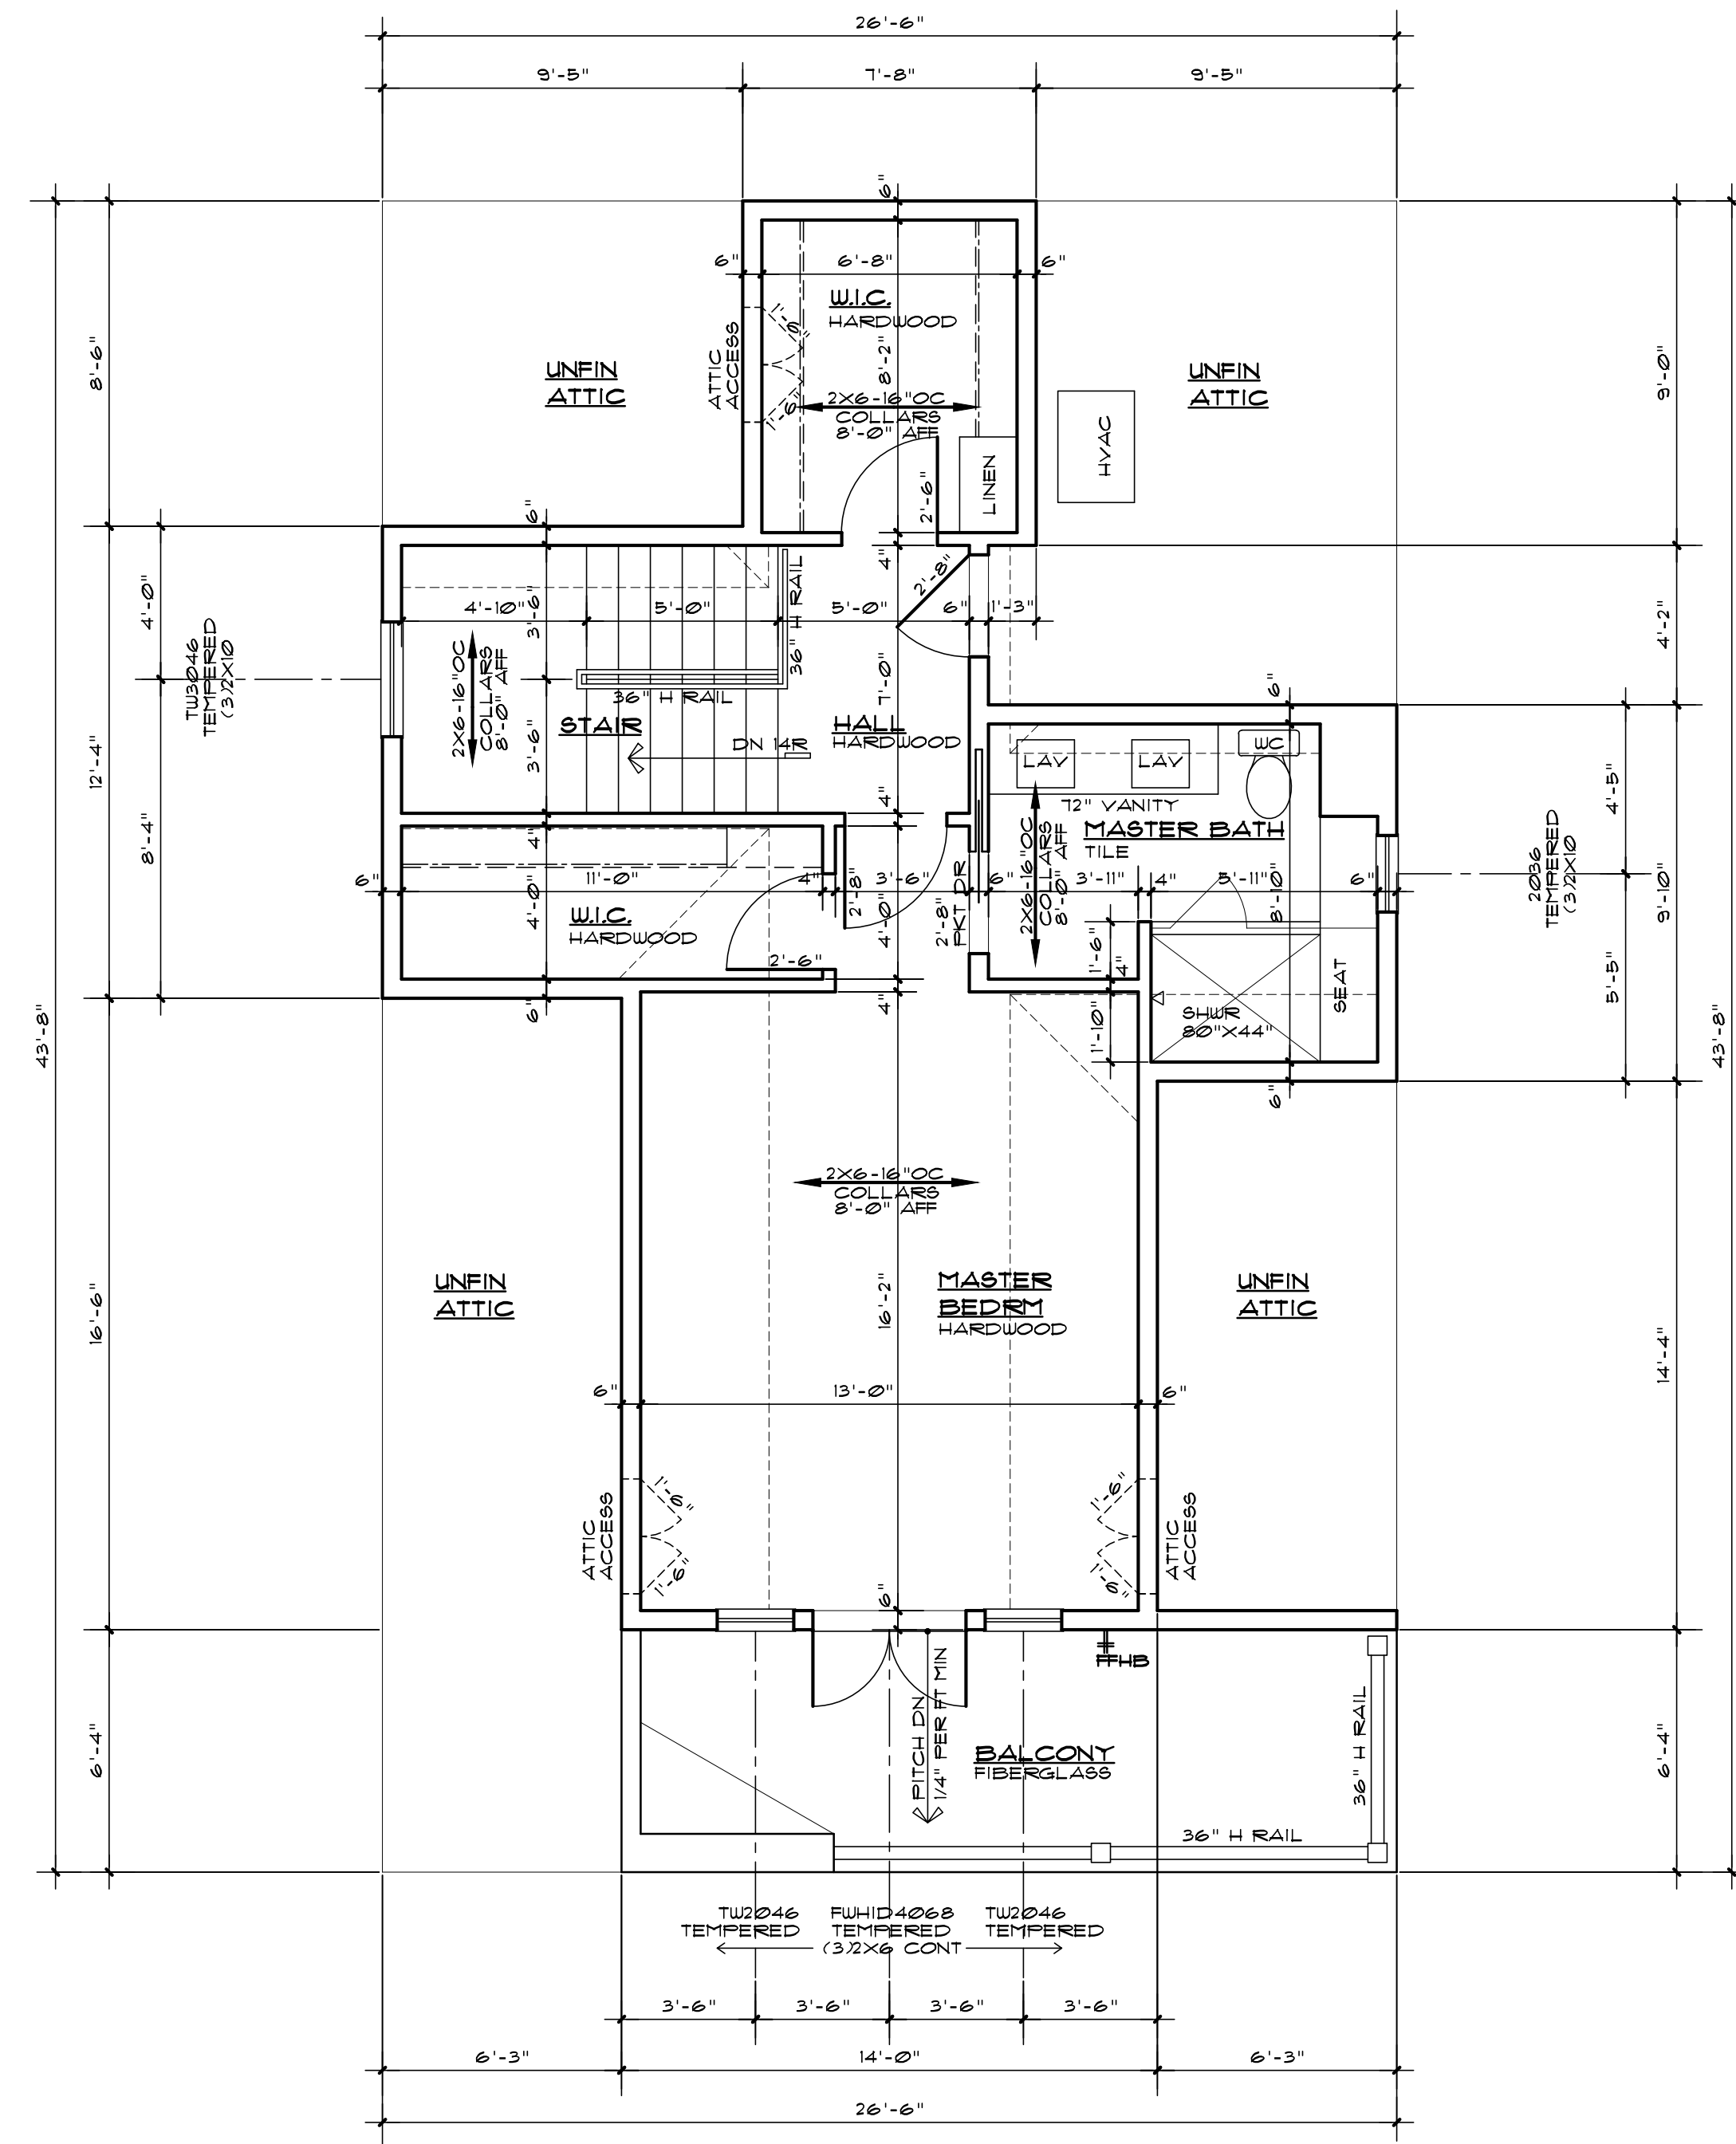 26'-6"
9'-5"
7'-8"
9'-5"
6"
6"
6'-8"
6"
W.I.C.
HARDWOOD
1'-6"
ATTIC
ACCESS
8'-2"
1'-6"
2X6-16"OC
COLLARS
8'-0" AFF
UNFIN
ATTIC
UNFIN
ATTIC
HVAC
LINEN
2'-6"
8'-6"
9'-0"
6"
4"
2'-8"
4'-0"
TW3046
TEMPERED
(3)2X10
4'-10"
3'-6"
5'-0"
36" H RAIL
5'-0"
6"
1'-3"
4'-2"
2X6-16"OC
COLLARS
8'-0" AFF
36" H RAIL
STAIR
3'-6"
DN 14R
7'-0"
HALL
HARDWOOD
6"
LAY
LAY
WC
72" VANITY
MASTER BATH
TILE
2X6-16"OC
COLLARS
8'-0" AFF
12'-4"
8'-4"
4'-5"
2036
TEMPERED
(3)2X10
9'-10"
5'-5"
4"
4"
6"
11'-0"
4"
2'-8"
3'-6"
6"
3'-11"
4"
5'-11"
6"
4'-0"
W.I.C.
HARDWOOD
2'-6"
4'-0"
2'-8"
PKT DR
8'-10"
1'-6"
4"
SEAT
SHWR
80"X44"
1'-10"
6"
4"
6"
43'-8"
43'-8"
2X6-16"OC
COLLARS
8'-0" AFF
MASTER
BEDRM
HARDWOOD
16'-2"
UNFIN
ATTIC
UNFIN
ATTIC
16'-6"
14'-4"
6"
13'-0"
6"
ATTIC
ACCESS
1'-6"
1'-6"
1'-6"
1'-6"
ATTIC
ACCESS
6"
FFHB
PITCH DN
1/4" PER FT MIN
BALCONY
FIBERGLASS
36" H RAIL
36" H RAIL
6'-4"
6'-4"
TW2046
TEMPERED
FWHID4068
TEMPERED
TW2046
TEMPERED
(3)2X6 CONT
3'-6"
3'-6"
3'-6"
3'-6"
6'-3"
14'-0"
6'-3"
26'-6"